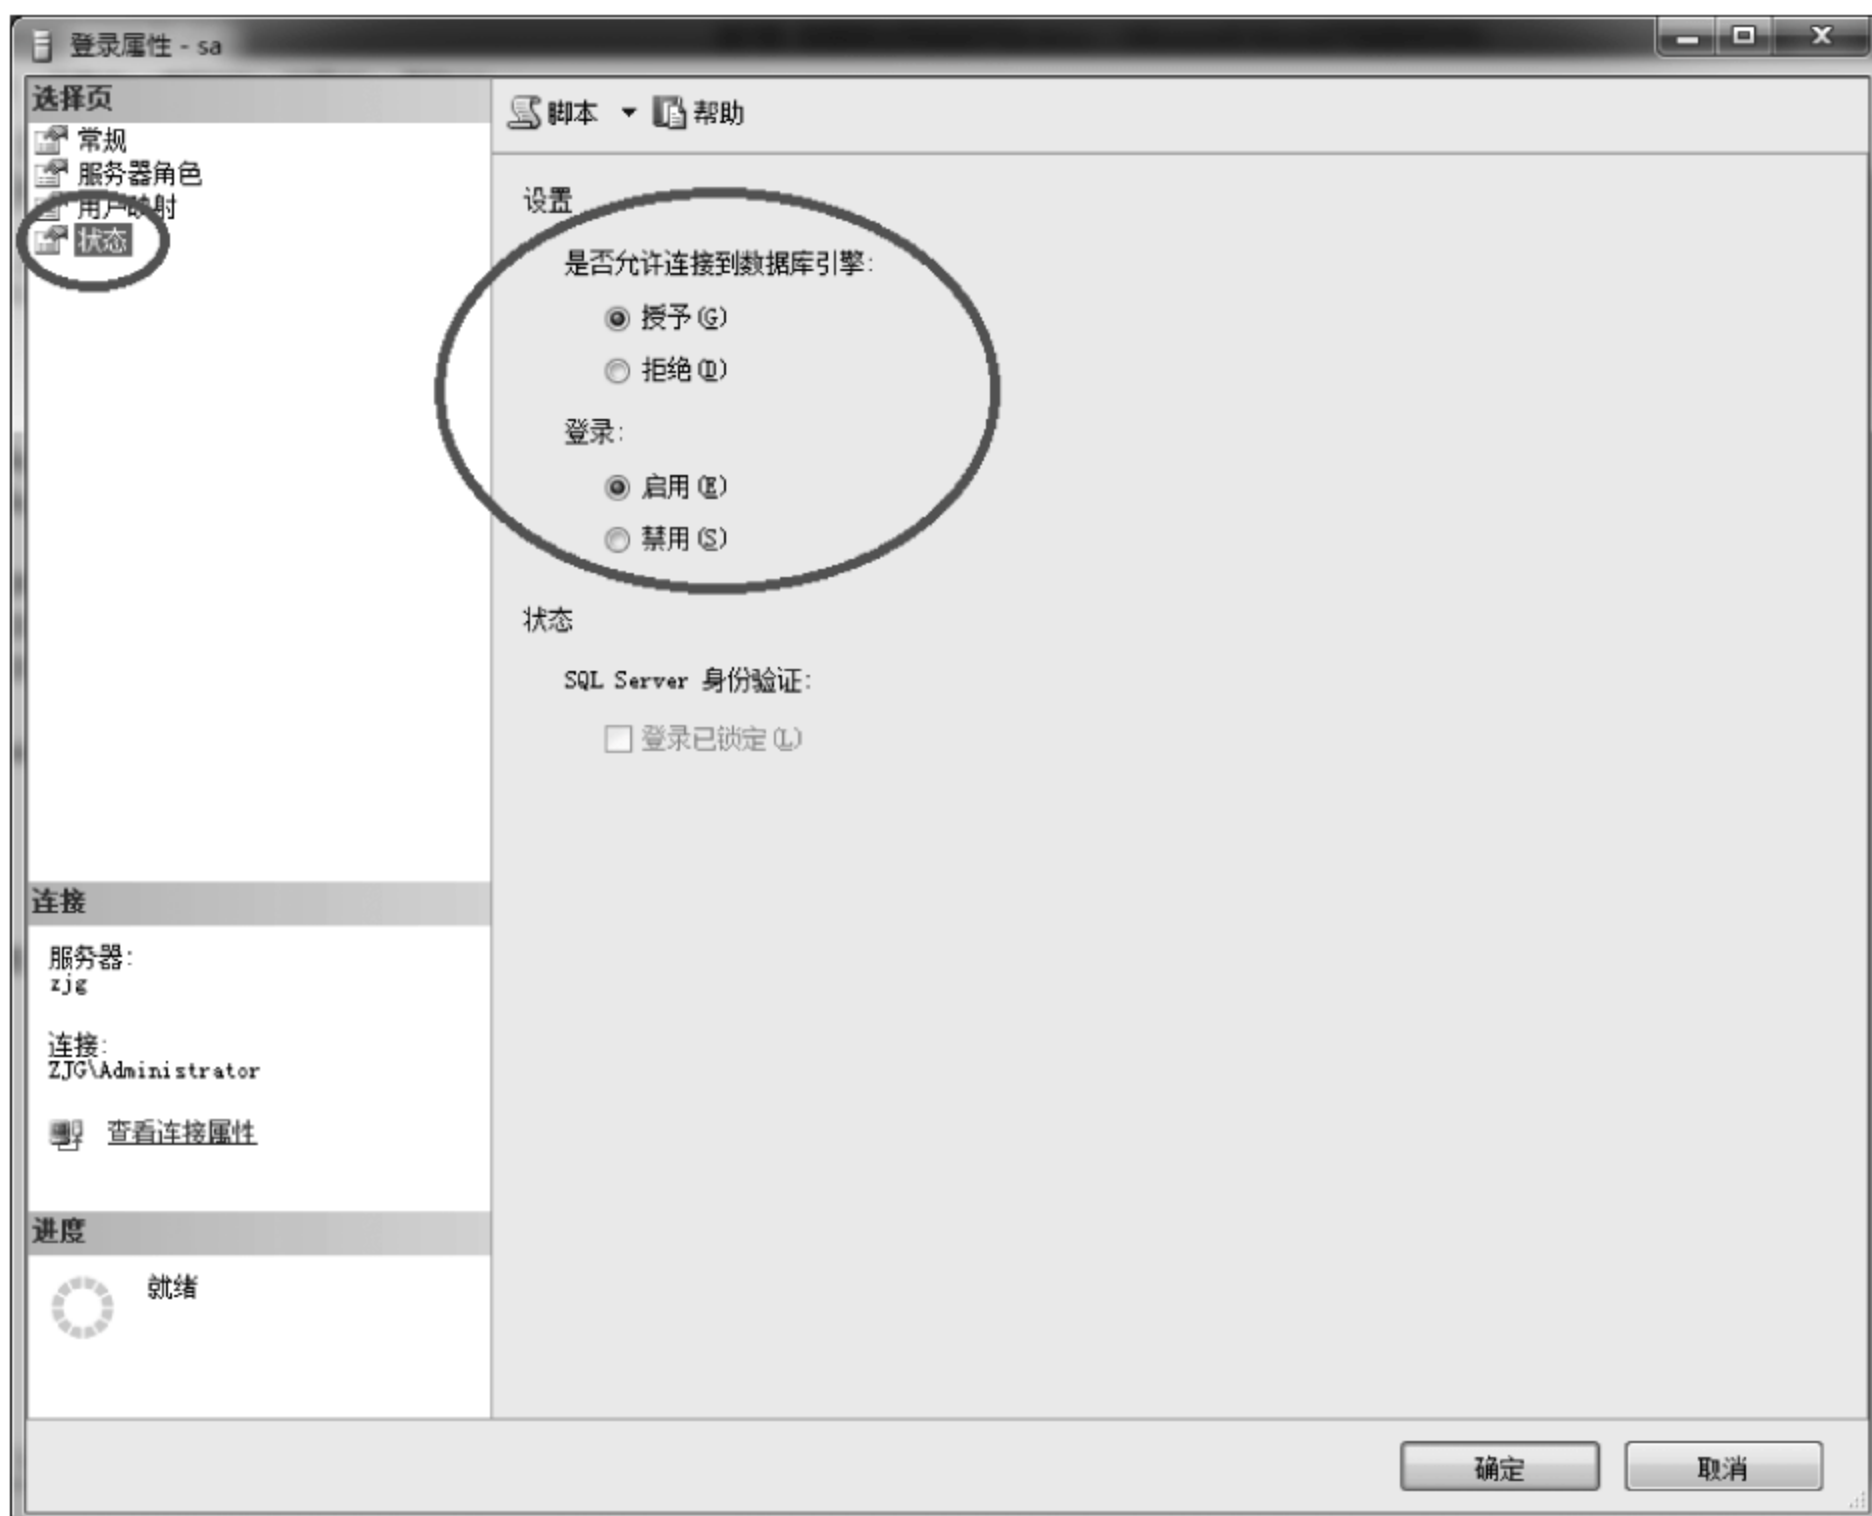 登录属性 - sa
选择页
常规
服务器角色
用户映射
状态
脚本 帮助
设置
是否允许连接到数据库引擎:
授予(G)
拒绝(D)
登录:
启用(E)
禁用(S)
状态
SQL Server 身份验证:
登录已锁定(L)
连接
服务器:
zjg
连接:
ZJG\Administrator
查看连接属性
进度
就绪
确定 取消